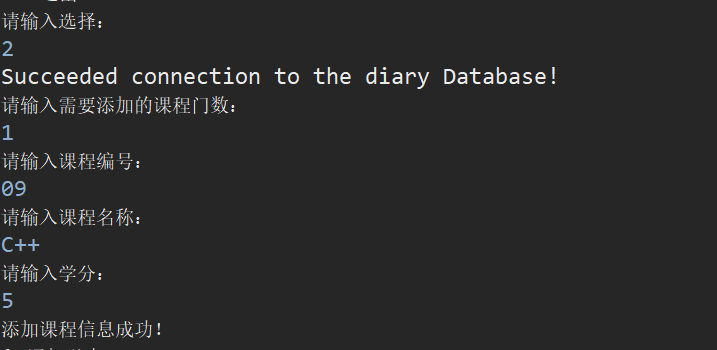 请输入选择:
2
Succeeded connection to the diary Database!
请输入需要添加的课程门数:
1
请输入课程编号:
09
请输入课程名称:
C++
请输入学分:
5
添加课程信息成功!